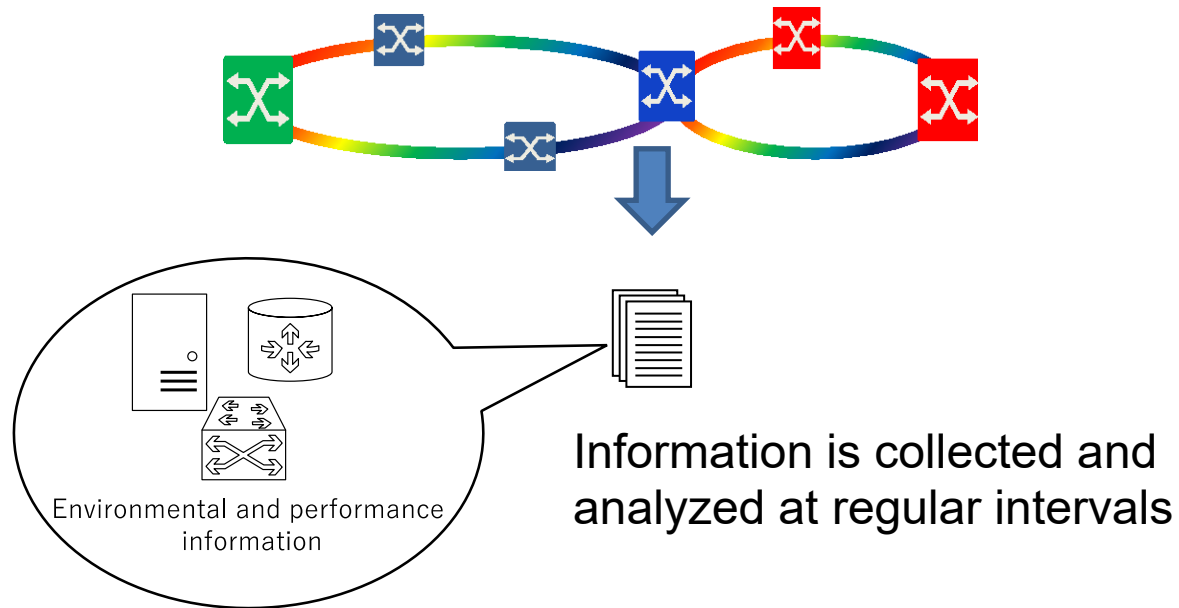 Information is collected and
analyzed at regular intervals
Environmental and performance
information